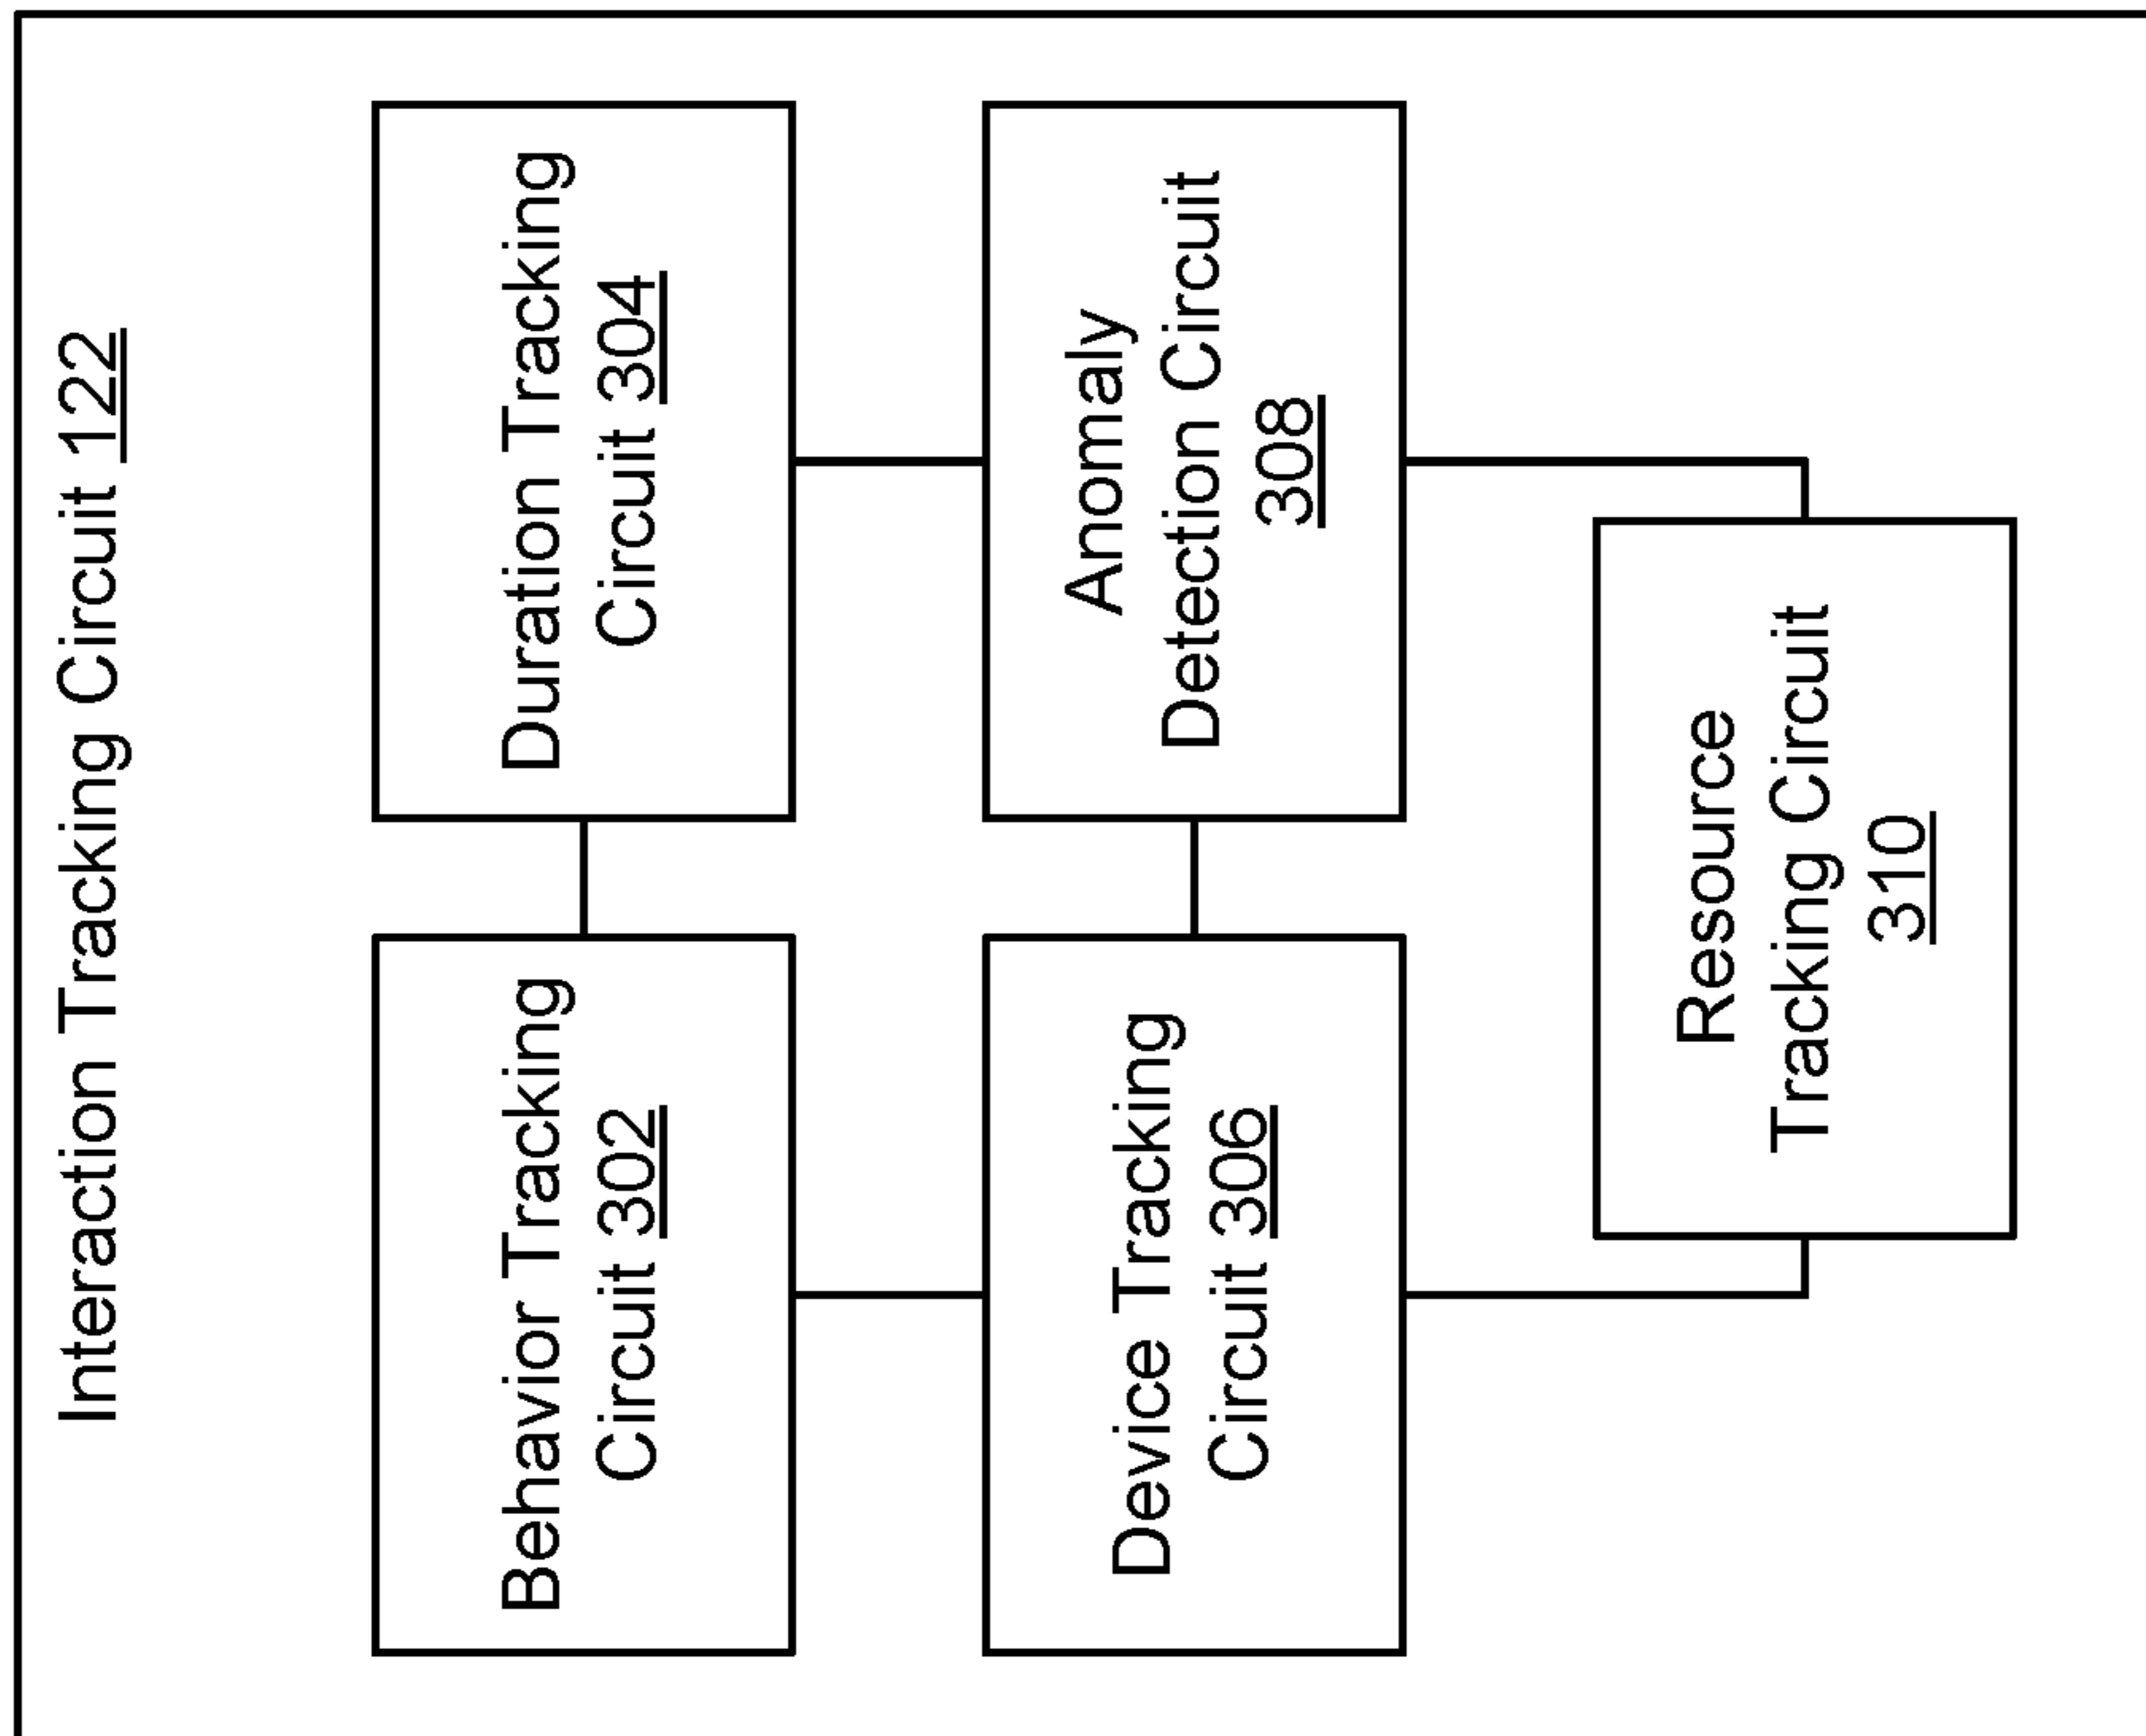 Interaction Tracking Circuit 122
Behavior Tracking
Circuit 302
Duration Tracking
Circuit 304
Device Tracking
Circuit 306
Anomaly
Detection Circuit
308
Resource
Tracking Circuit
310